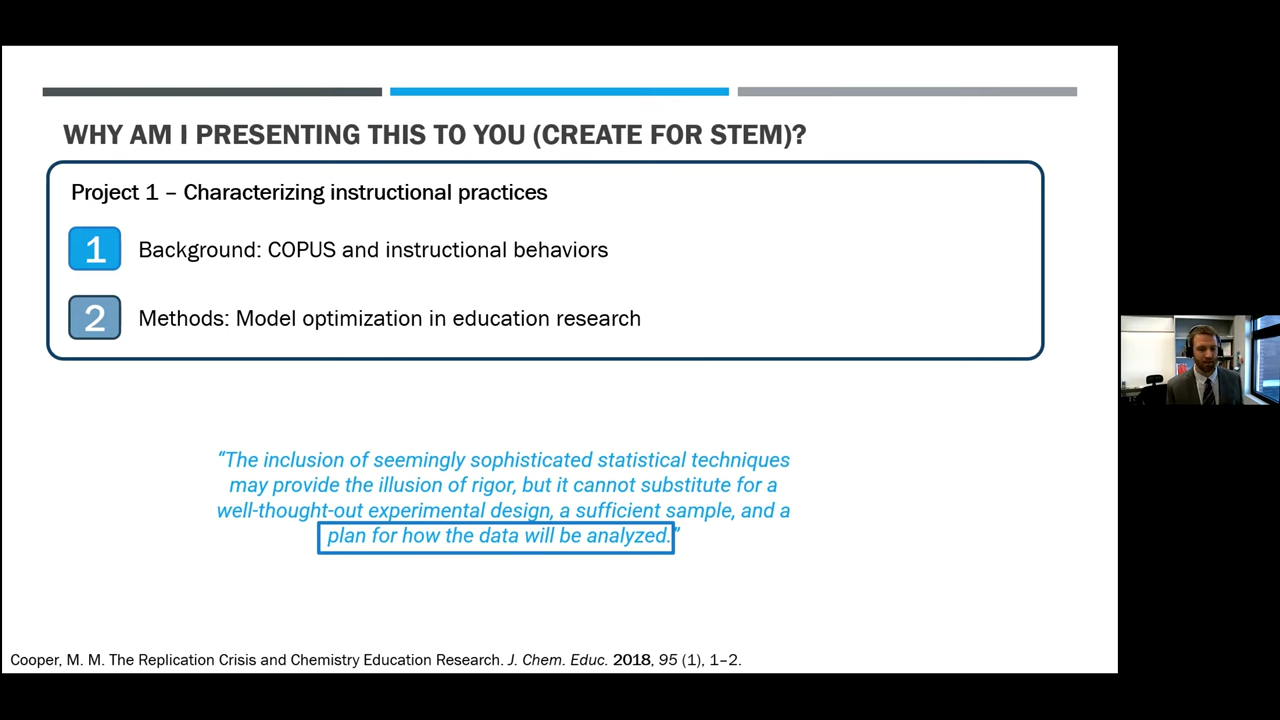 WHY AM I PRESENTING THIS TO YOU (CREATE FOR STEM)?
Project 1 – Characterizing instructional practices
1 Background: COPUS and instructional behaviors
2 Methods: Model optimization in education research
“The inclusion of seemingly sophisticated statistical techniques
may provide the illusion of rigor, but it cannot substitute for a
well-thought-out experimental design, a sufficient sample, and a
plan for how the data will be analyzed.”
Cooper, M. M. The Replication Crisis and Chemistry Education Research. J. Chem. Educ. 2018, 95 (1), 1–2.